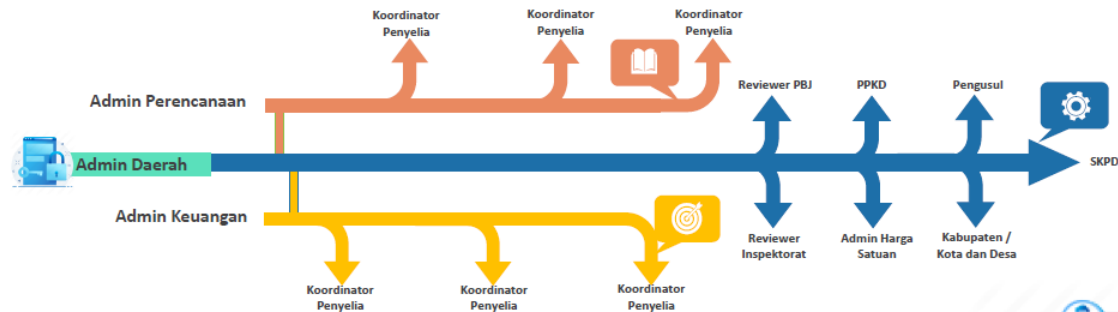 Koordinator
Penyelia
Koordinator
Penyelia
Koordinator
Penyelia
Admin Perencanaan
Reviewer PBJ
PPKD
Pengusul
Admin Daerah
SKPD
Admin Keuangan
Reviewer
Inspektorat
Admin Harga
Satuan
Kabupaten /
Kota dan Desa
Koordinator
Penyelia
Koordinator
Penyelia
Koordinator
Penyelia